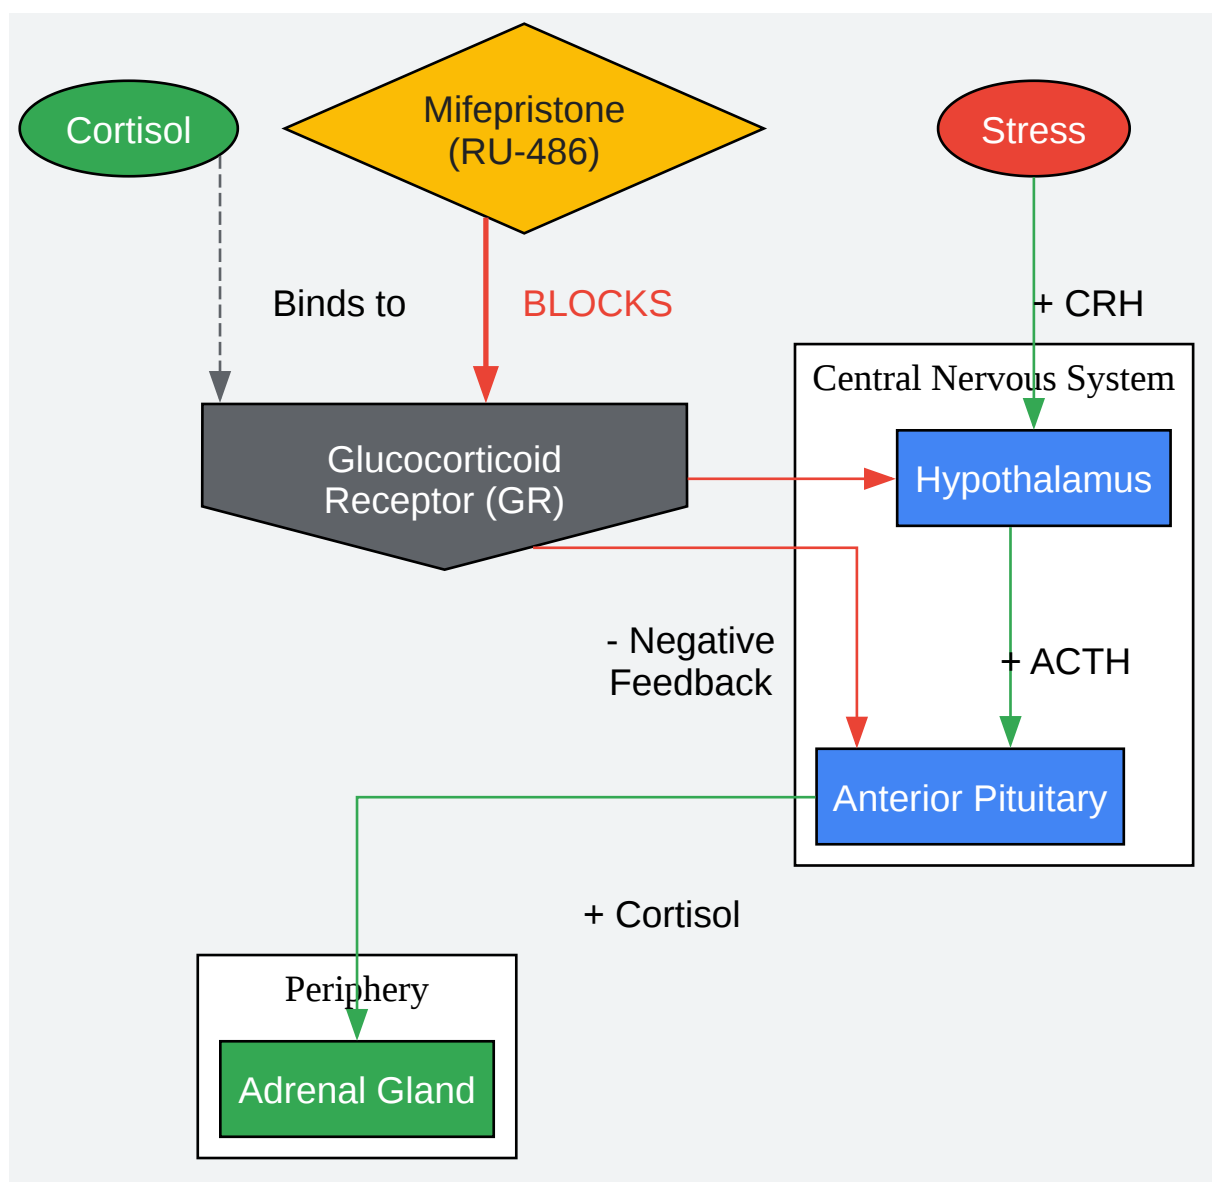 Cortisol
Mifepristone
(RU-486)
Stress
Binds to
BLOCKS
+ CRH
Central Nervous System
Glucocorticoid
Receptor (GR)
Hypothalamus
- Negative
Feedback
+ ACTH
Anterior Pituitary
+ Cortisol
Periphery
Adrenal Gland